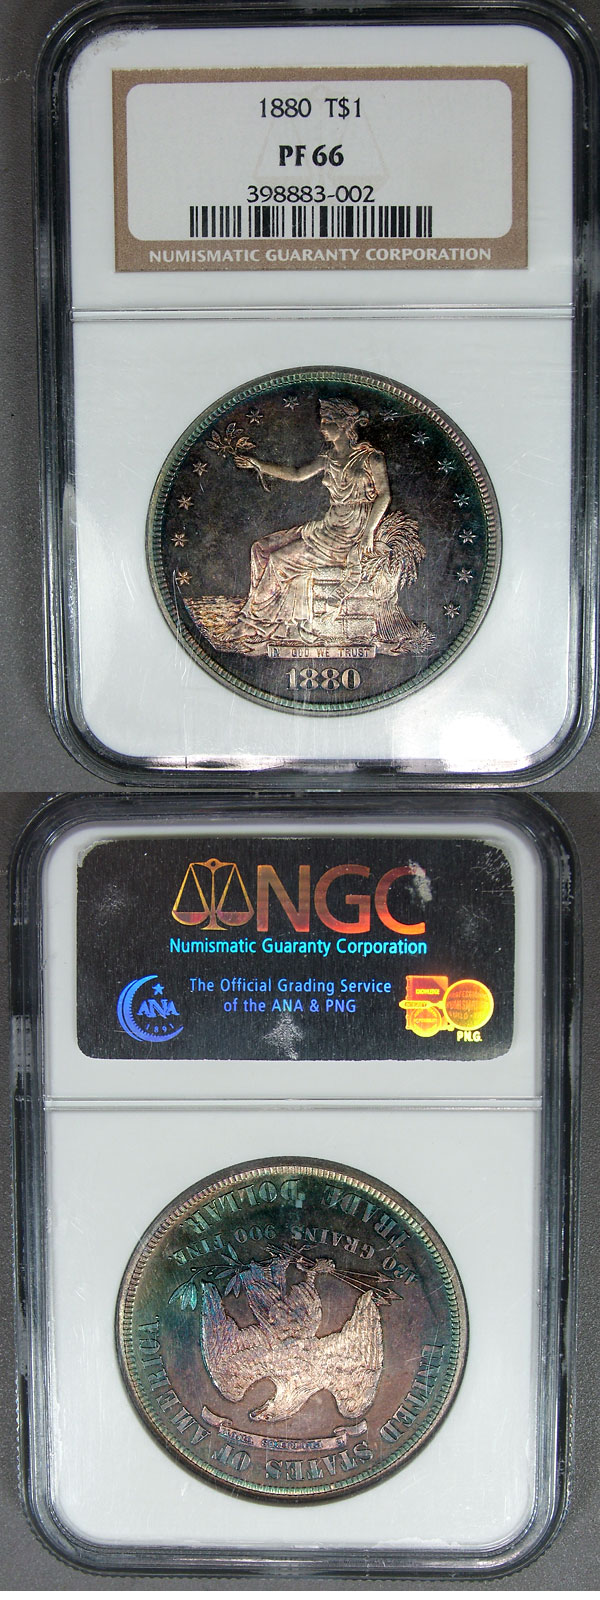 1880 T$1
PF 66
398883-002
NUMISMATIC GUARANTY CORPORATION
IN GOD WE TRUST
1880
NGC
Numismatic Guaranty Corporation
The Official Grading Service
of the ANA & PNG
ANA
1891
P.N.G.
UNITED STATES OF AMERICA
420 GRAINS, 900 FINE.
TRADE DOLLAR